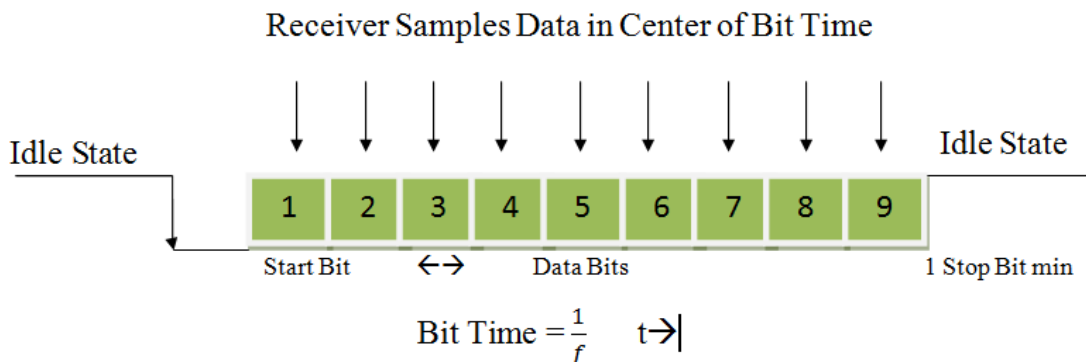 Receiver Samples Data in Center of Bit Time
Idle State
Idle State
1 2 3 4 5 6 7 8 9
Start Bit ←→ Data Bits 1 Stop Bit min
Bit Time = 1/f t→|